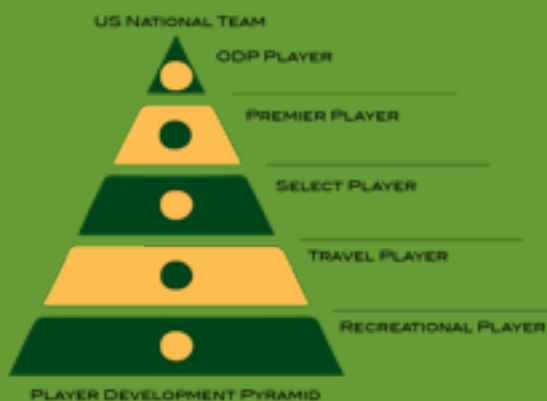 US National Team
ODP Player
Premier Player
Select Player
Travel Player
Recreational Player
Player Development Pyramid